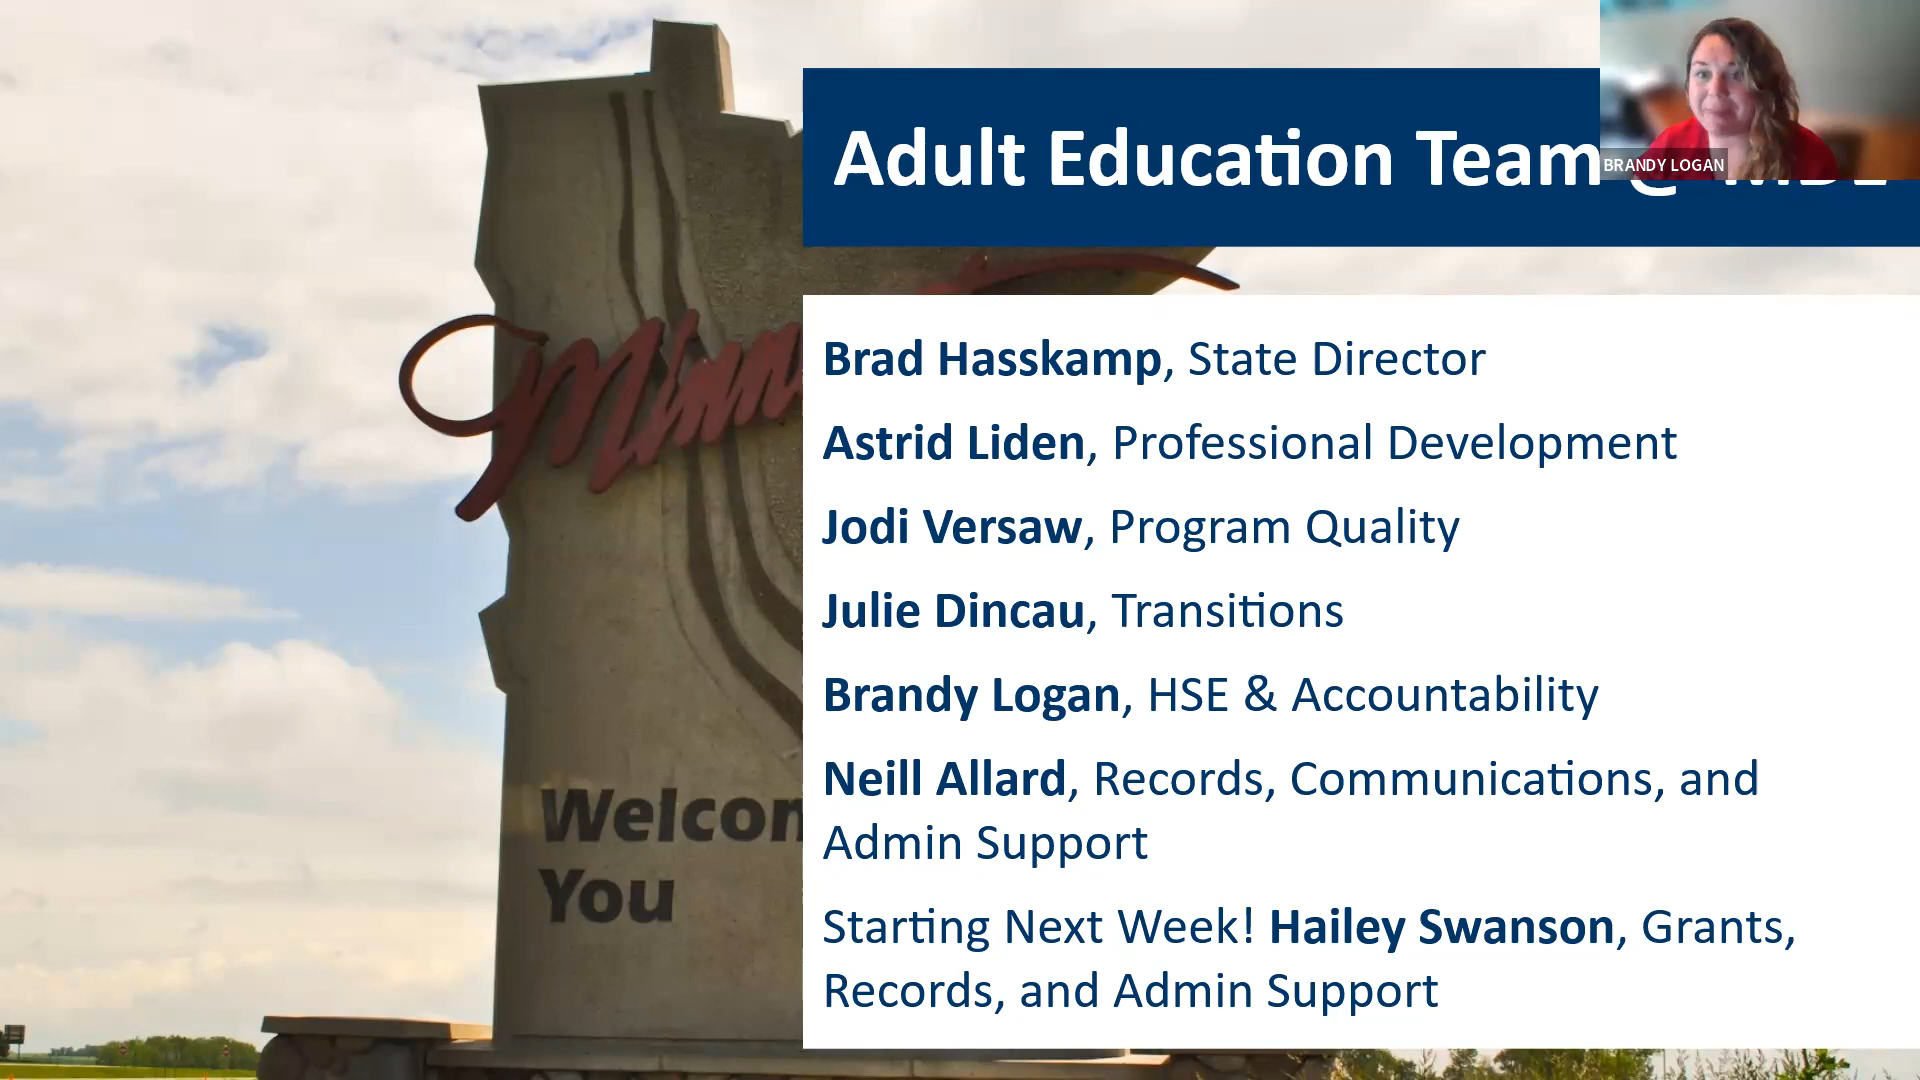 Adult Education Team @
BRANDY LOGAN
Brad Hasskamp, State Director
Astrid Liden, Professional Development
Jodi Versaw, Program Quality
Julie Dincau, Transitions
Brandy Logan, HSE & Accountability
Neill Allard, Records, Communications, and
Admin Support
Starting Next Week! Hailey Swanson, Grants,
Records, and Admin Support
Minn
Welcom
You